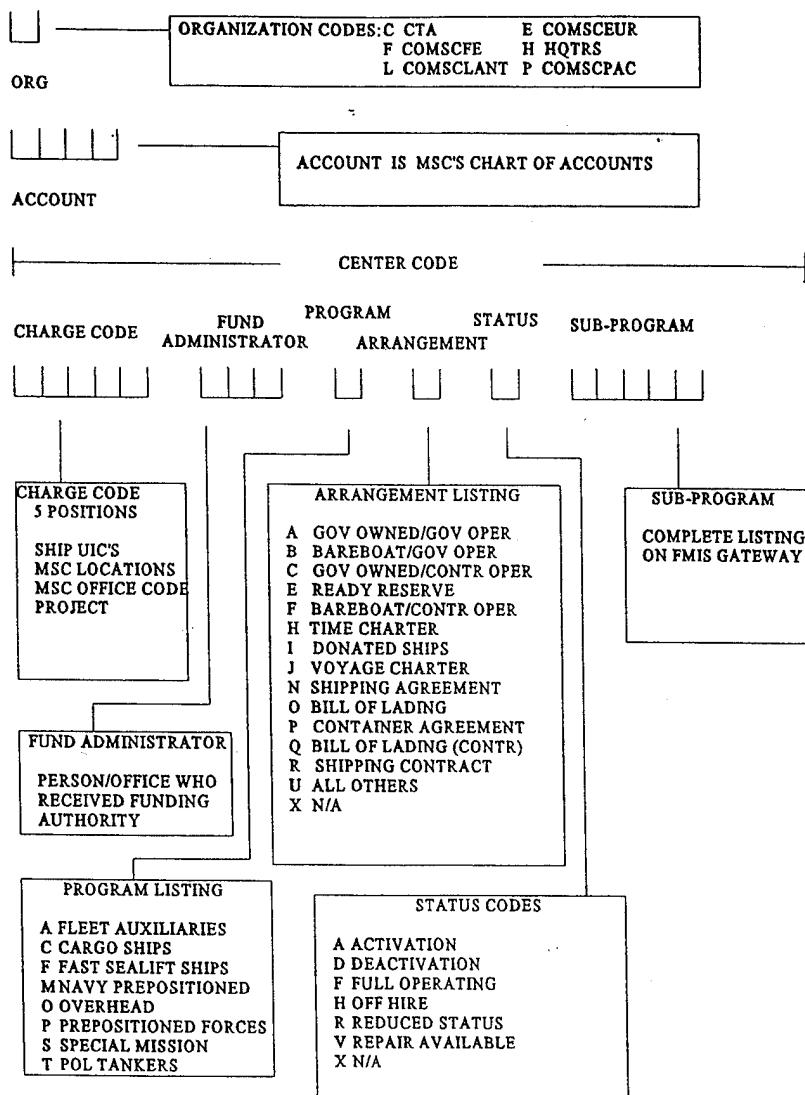 ORGANIZATION CODES: C CTA E COMSCEUR
F COMSCFE H HQTRS
L COMSCLANT P COMSCPAC
ORG
ACCOUNT IS MSC'S CHART OF ACCOUNTS
ACCOUNT
CENTER CODE
CHARGE CODE
FUND
ADMINISTRATOR
PROGRAM
ARRANGEMENT
STATUS
SUB-PROGRAM
CHARGE CODE
5 POSITIONS
SHIP UIC'S
MSC LOCATIONS
MSC OFFICE CODE
PROJECT
ARRANGEMENT LISTING
A GOV OWNED/GOV OPER
B BAREBOAT/GOV OPER
C GOV OWNED/CONTR OPER
E READY RESERVE
F BAREBOAT/CONTR OPER
H TIME CHARTER
I DONATED SHIPS
J VOYAGE CHARTER
N SHIPPING AGREEMENT
O BILL OF LADING
P CONTAINER AGREEMENT
Q BILL OF LADING (CONTR)
R SHIPPING CONTRACT
U ALL OTHERS
X N/A
SUB-PROGRAM
COMPLETE LISTING
ON FMIS GATEWAY
FUND ADMINISTRATOR
PERSON/OFFICE WHO
RECEIVED FUNDING
AUTHORITY
PROGRAM LISTING
A FLEET AUXILIARIES
C CARGO SHIPS
F FAST SEALIFT SHIPS
M NAVY PREPOSITIONED
O OVERHEAD
P PREPOSITIONED FORCES
S SPECIAL MISSION
T POL TANKERS
STATUS CODES
A ACTIVATION
D DEACTIVATION
F FULL OPERATING
H OFF HIRE
R REDUCED STATUS
V REPAIR AVAILABLE
X N/A